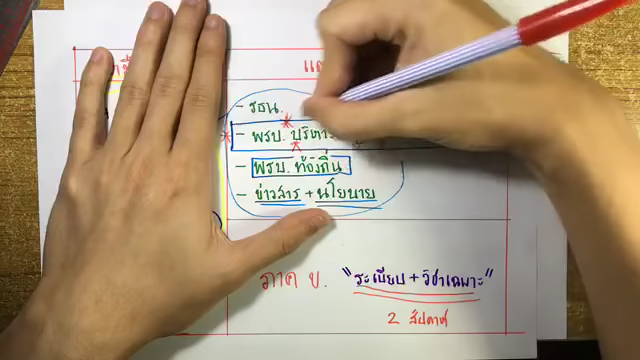 - รธน.
- พรบ. บริหาร
- พรบ. ท้องถิ่น
- ข่าวสาร + นโยบาย
ภาค ข. "ระเบียบ + วิชาเฉพาะ"
2 สัปดาห์